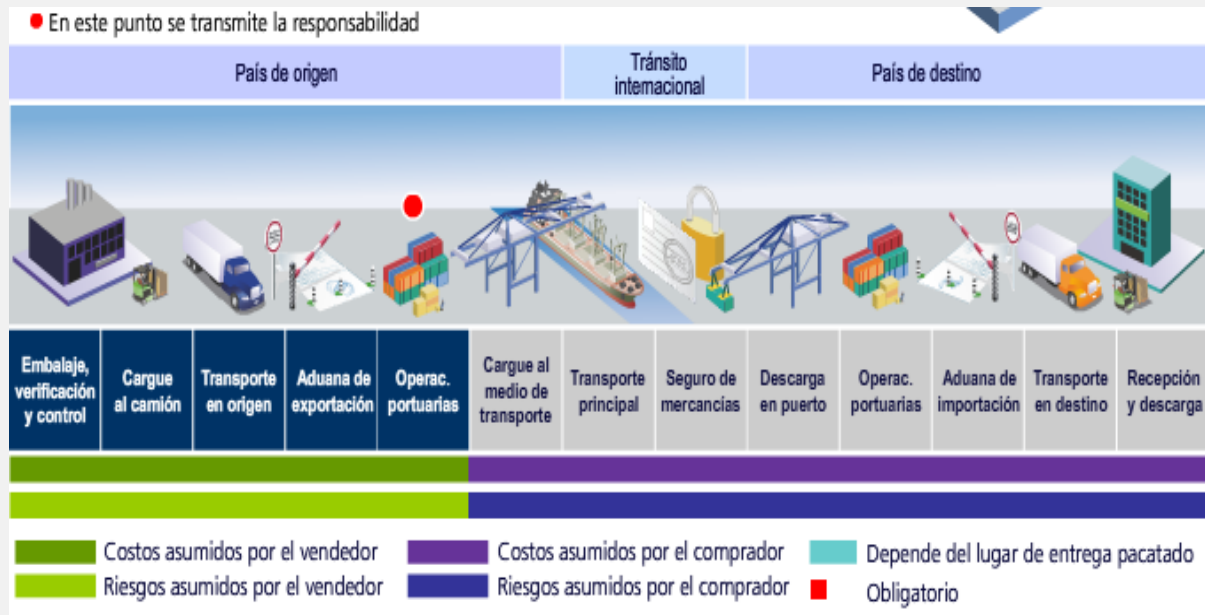 En este punto se transmite la responsabilidad
País de origen
Tránsito
internacional
País de destino
Embalaje,
verificación
y control
Cargue
al camión
Transporte
en origen
Aduana de
exportación
Operac.
portuarias
Cargue al
medio de
transporte
Transporte
principal
Seguro de
mercancías
Descarga
en puerto
Operac.
portuarias
Aduana de
importación
Transporte
en destino
Recepción
y descarga
Costos asumidos por el vendedor
Costos asumidos por el comprador
Depende del lugar de entrega pacatado
Riesgos asumidos por el vendedor
Riesgos asumidos por el comprador
Obligatorio